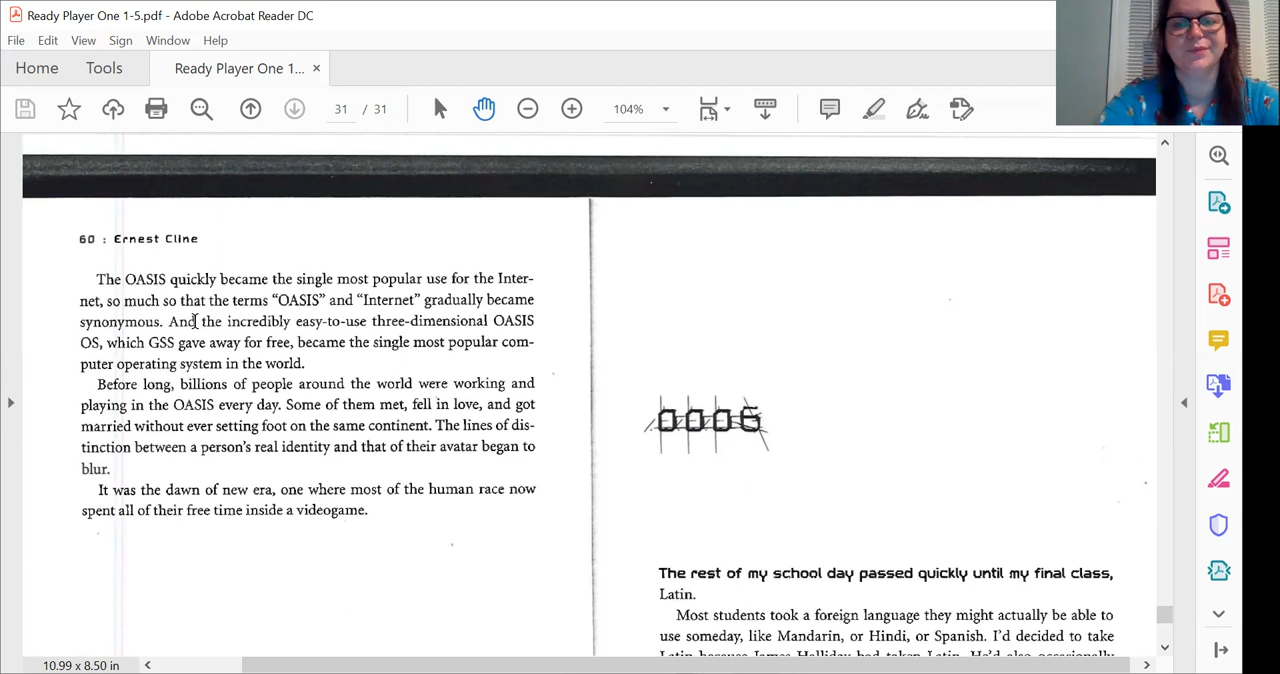 Ready Player One 1-5.pdf - Adobe Acrobat Reader DC
File Edit View Sign Window Help
Home Tools Ready Player One 1... ×
31 / 31 104%
60 : Ernest Cline
The OASIS quickly became the single most popular use for the Inter-
net, so much so that the terms “OASIS” and “Internet” gradually became
synonymous. And the incredibly easy-to-use three-dimensional OASIS
OS, which GSS gave away for free, became the single most popular com-
puter operating system in the world.
Before long, billions of people around the world were working and
playing in the OASIS every day. Some of them met, fell in love, and got
married without ever setting foot on the same continent. The lines of dis-
tinction between a person’s real identity and that of their avatar began to
blur.
It was the dawn of new era, one where most of the human race now
spent all of their free time inside a videogame.
0005
The rest of my school day passed quickly until my final class,
Latin.
Most students took a foreign language they might actually be able to
use someday, like Mandarin, or Hindi, or Spanish. I’d decided to take
Latin because James Halliday had taken Latin. He’d also occasionally
10.99 x 8.50 in